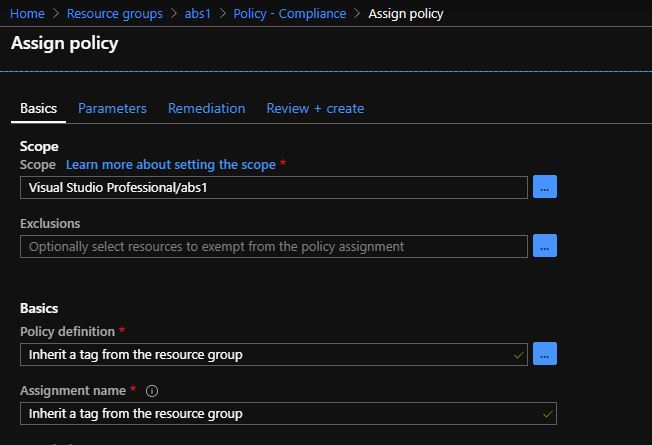 Home > Resource groups > abs1 > Policy - Compliance > Assign policy
Assign policy
Basics Parameters Remediation Review + create
Scope
Scope Learn more about setting the scope *
Visual Studio Professional/abs1 ...
Exclusions
Optionally select resources to exempt from the policy assignment ...
Basics
Policy definition *
Inherit a tag from the resource group ...
Assignment name *
Inherit a tag from the resource group